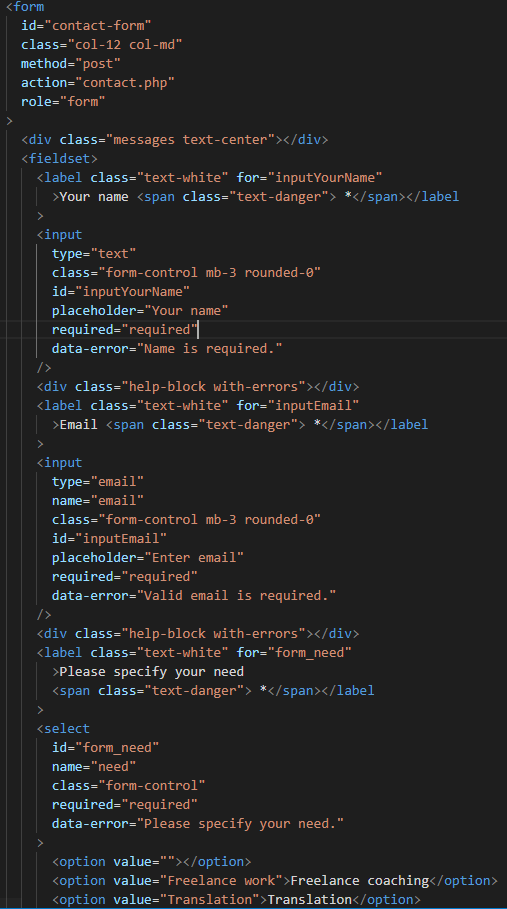 <form
id="contact-form"
class="col-12 col-md"
method="post"
action="contact.php"
role="form"
>
<div class="messages text-center"></div>
<fieldset>
<label class="text-white" for="inputYourName"
>Your name <span class="text-danger"> *</span></label
>
<input
type="text"
class="form-control mb-3 rounded-0"
id="inputYourName"
placeholder="Your name"
required="required"
data-error="Name is required."
/>
<div class="help-block with-errors"></div>
<label class="text-white" for="inputEmail"
>Email <span class="text-danger"> *</span></label
>
<input
type="email"
name="email"
class="form-control mb-3 rounded-0"
id="inputEmail"
placeholder="Enter email"
required="required"
data-error="Valid email is required."
/>
<div class="help-block with-errors"></div>
<label class="text-white" for="form_need"
>Please specify your need
<span class="text-danger"> *</span></label
>
<select
id="form_need"
name="need"
class="form-control"
required="required"
data-error="Please specify your need."
>
<option value=""></option>
<option value="Freelance work">Freelance coaching</option>
<option value="Translation">Translation</option>